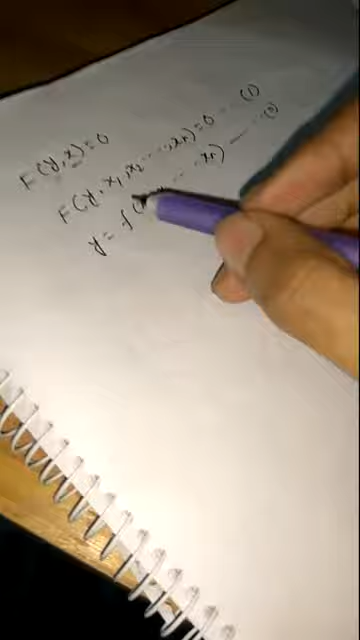 F(y, x) = 0
F(y, x₁, x₂ ... xₙ) = 0 -- (1)
y = f( ... xₙ) -- (2)